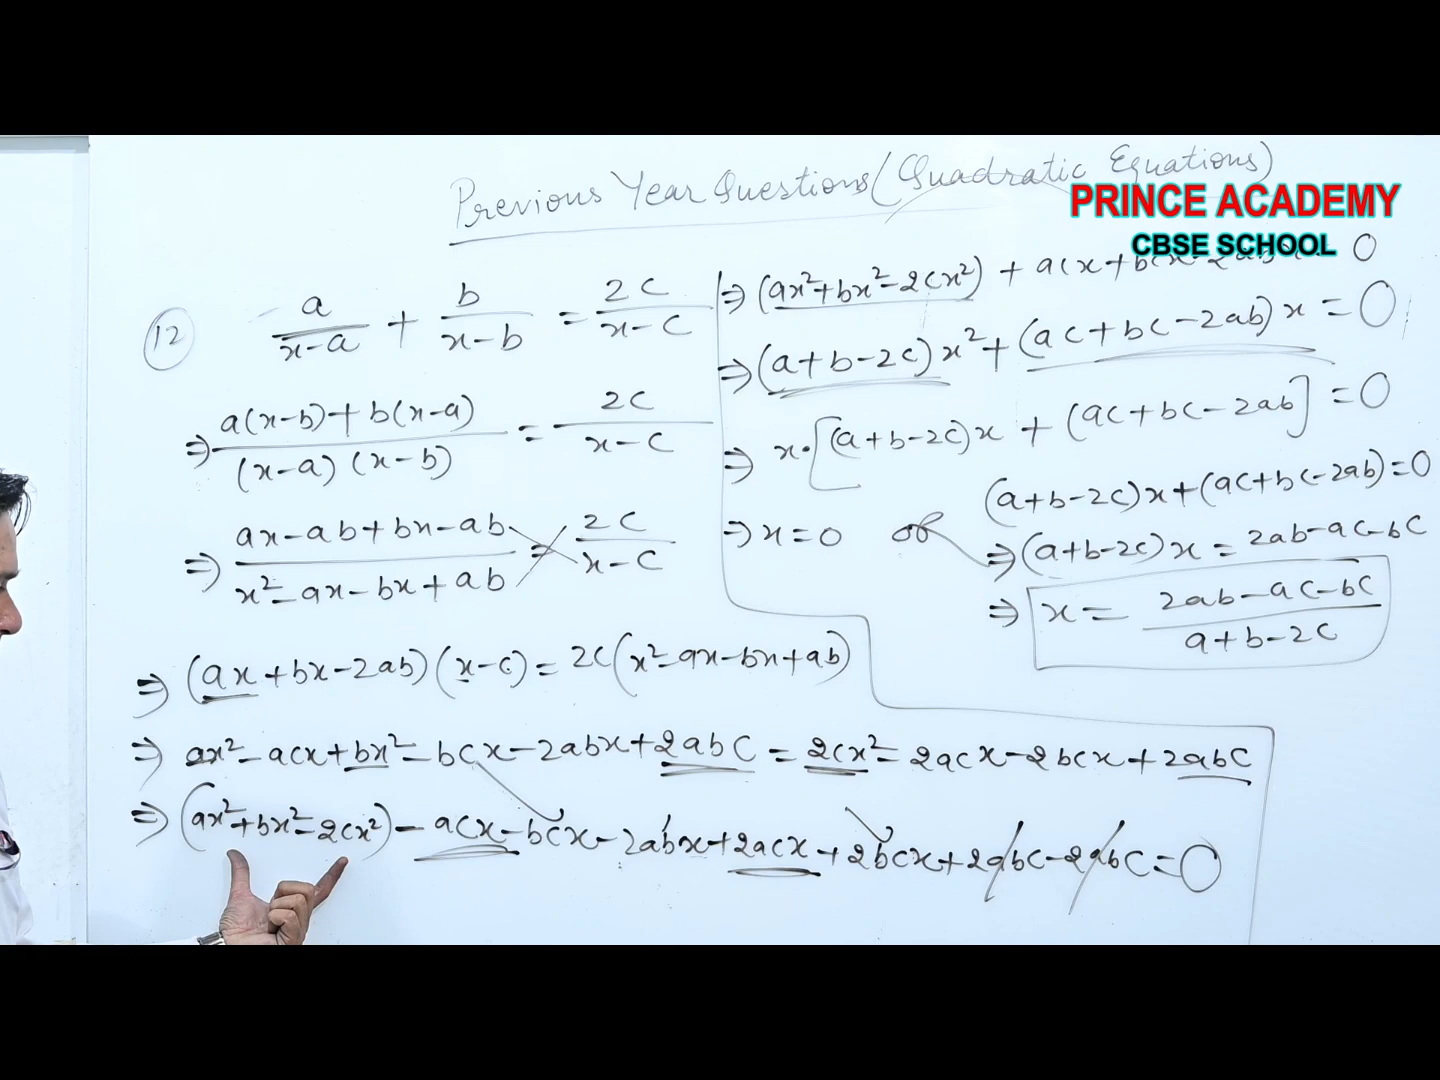 Previous Year Questions (Quadratic Equations)
PRINCE ACADEMY
CBSE SCHOOL
12
a/(x-a) + b/(x-b) = 2c/(x-c)
⇒ (a(x-b)+b(x-a))/((x-a)(x-b)) = 2c/(x-c)
⇒ (ax-ab+bx-ab)/(x²-ax-bx+ab) = 2c/(x-c)
⇒ (ax+bx-2ab)(x-c) = 2c(x²-ax-bx+ab)
⇒ ax²-acx+bx²-bcx-2abx+2abc = 2cx²-2acx-2bcx+2abc
⇒ (ax²+bx²-2cx²)-acx-bcx-2abx+2acx+2bcx+2abc-2abc=0
⇒ (ax²+bx²-2cx²) + acx+bcx-2ab = 0
⇒ (a+b-2c)x²+(ac+bc-2ab)x=0
⇒ x.[(a+b-2c)x + (ac+bc-2ab] = 0
⇒ x=0 or
(a+b-2c)x+(ac+bc-2ab)=0
⇒ (a+b-2c)x = 2ab-ac-bc
⇒ x = (2ab-ac-bc)/(a+b-2c)